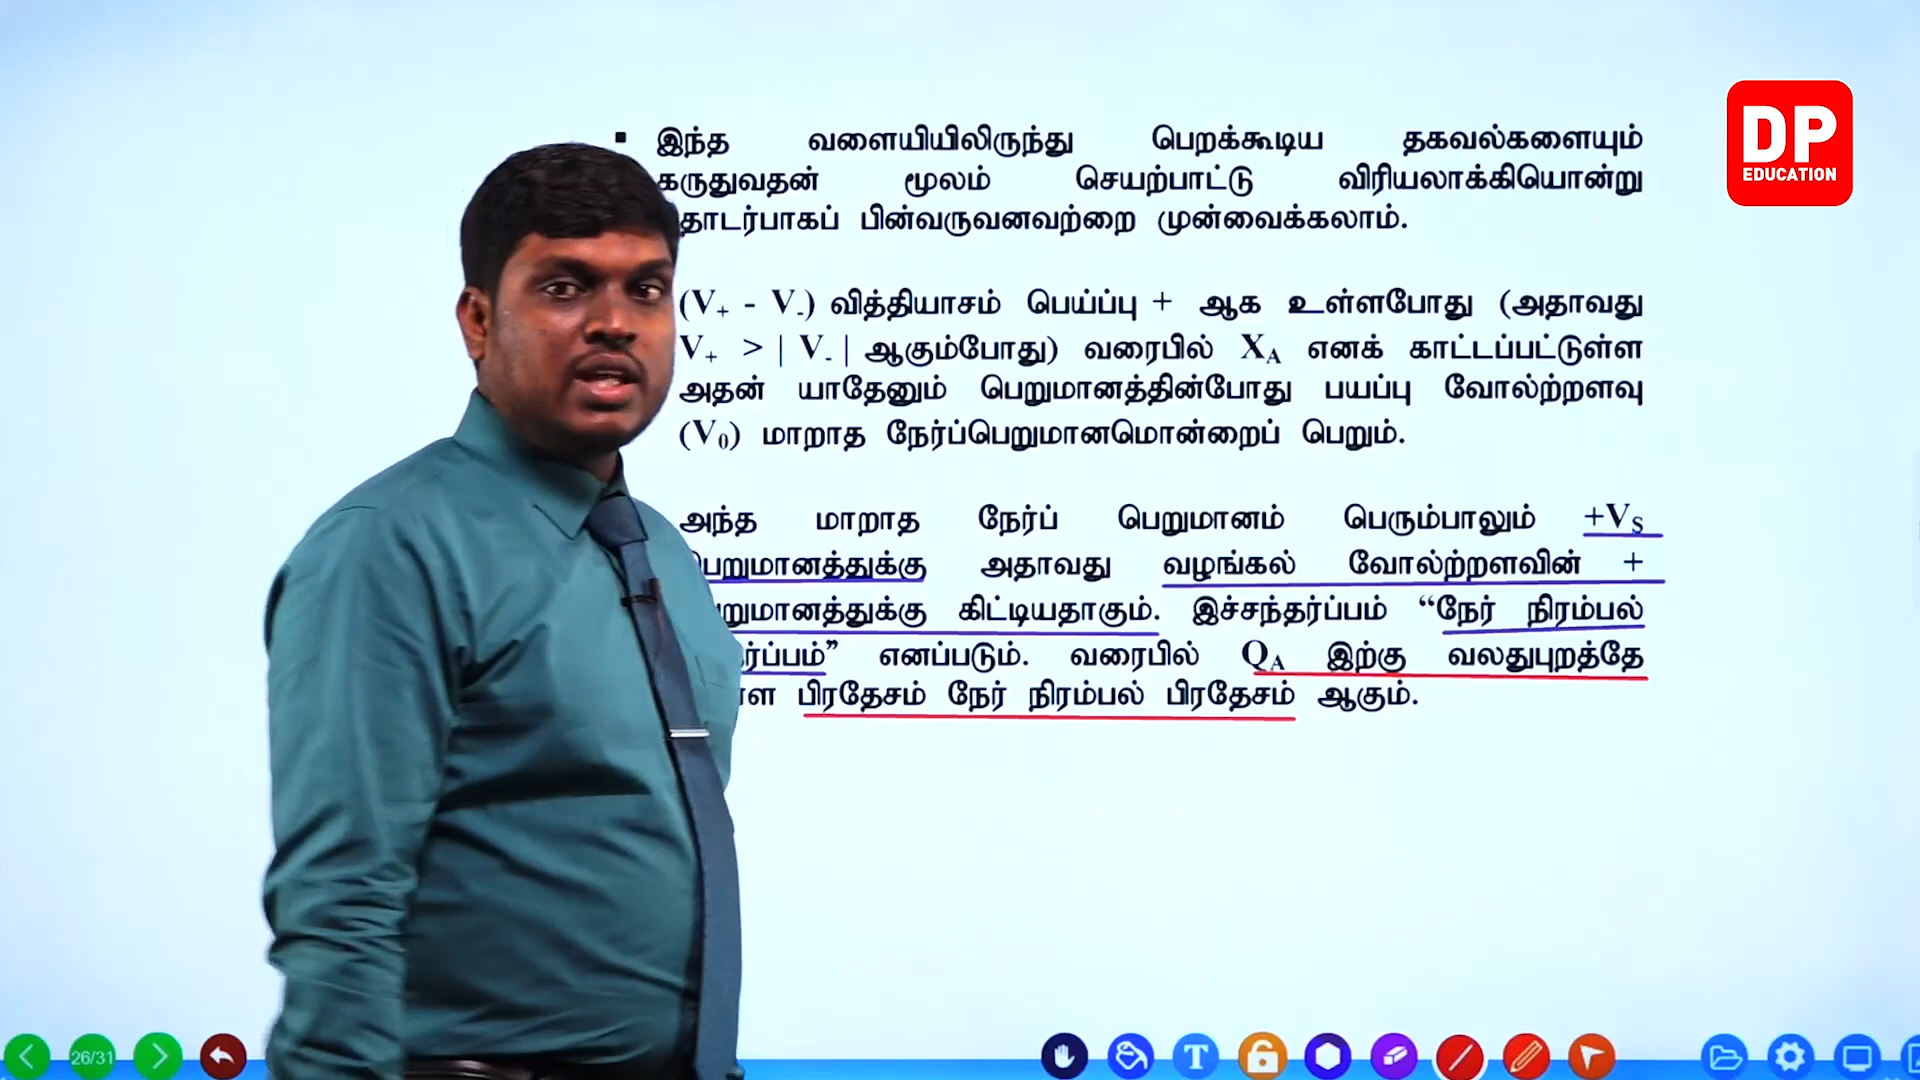 DP
EDUCATION
▪ இந்த வளையியிலிருந்து பெறக்கூடிய தகவல்களையும்
கருதுவதன் மூலம் செயற்பாட்டு விரியலாக்கியொன்று
தாடர்பாகப் பின்வருவனவற்றை முன்வைக்கலாம்.
(V₊ - V₋) வித்தியாசம் பெய்ப்பு + ஆக உள்ளபோது (அதாவது
V₊ > | V₋ | ஆகும்போது) வரைபில் X_A எனக் காட்டப்பட்டுள்ள
அதன் யாதேனும் பெறுமானத்தின்போது பயப்பு வோல்ற்றளவு
(V₀) மாறாத நேர்ப்பெறுமானமொன்றைப் பெறும்.
அந்த மாறாத நேர்ப் பெறுமானம் பெரும்பாலும் +V_S
பெறுமானத்துக்கு அதாவது வழங்கல் வோல்ற்றளவின் +
றுமானத்துக்கு கிட்டியதாகும். இச்சந்தர்ப்பம் “நேர் நிரம்பல்
ர்ப்பம்” எனப்படும். வரைபில் Q_A இற்கு வலதுபுறத்தே
ள பிரதேசம் நேர் நிரம்பல் பிரதேசம் ஆகும்.
26/31
T